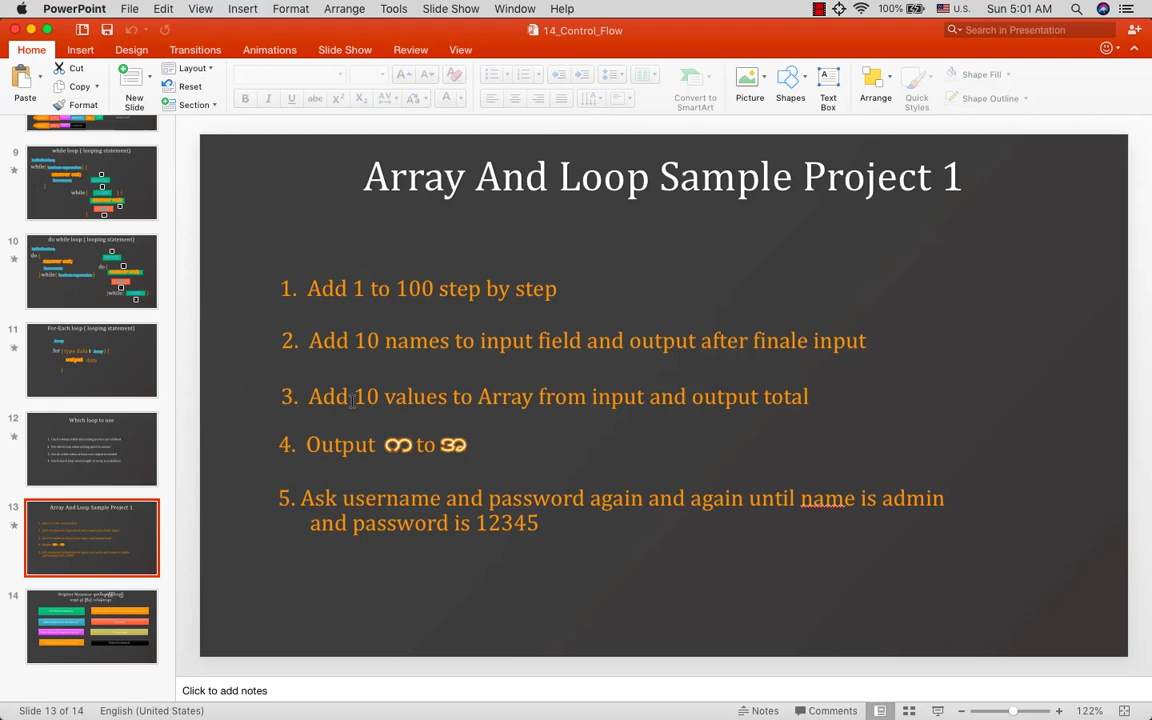 PowerPoint File Edit View Insert Format Arrange Tools Slide Show Window Help 100% U.S. Sun 5:01 AM
14_Control_Flow Search in Presentation
Home Insert Design Transitions Animations Slide Show Review View
Paste Cut Copy Format New Slide Layout Reset Section
B I U abc X² X₂ AV Aa A
Convert to SmartArt Picture Shapes Text Box Arrange Quick Styles Shape Fill Shape Outline
9
while loop ( looping statement)
10
do while loop ( looping statement)
11
For-Each loop ( looping statement)
12
Which loop to use
13
Array And Loop Sample Project 1
14
Array And Loop Sample Project 1
1. Add 1 to 100 step by step
2. Add 10 names to input field and output after finale input
3. Add 10 values to Array from input and output total
4. Output က to အ
5. Ask username and password again and again until name is admin
and password is 12345
Click to add notes
Slide 13 of 14 English (United States) Notes Comments 122%